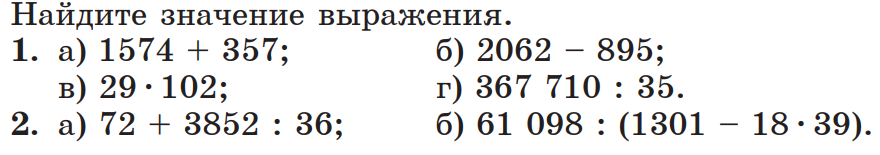 Найдите значение выражения.
1. а) 1574 + 357; б) 2062 – 895;
в) 29 · 102; г) 367 710 : 35.
2. а) 72 + 3852 : 36; б) 61 098 : (1301 – 18 · 39).